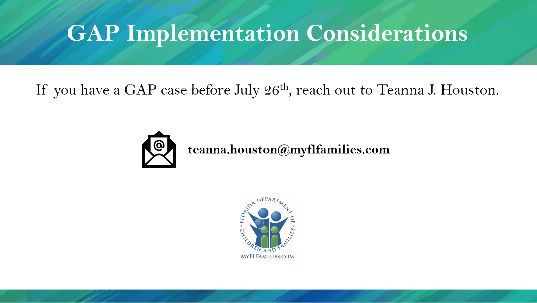 GAP Implementation Considerations
If you have a GAP case before July 26th, reach out to Teanna J. Houston.
@
teanna.houston@myflfamilies.com
FLORIDA DEPARTMENT OF
CHILDREN AND FAMILIES
MYFLFAMILIES.COM